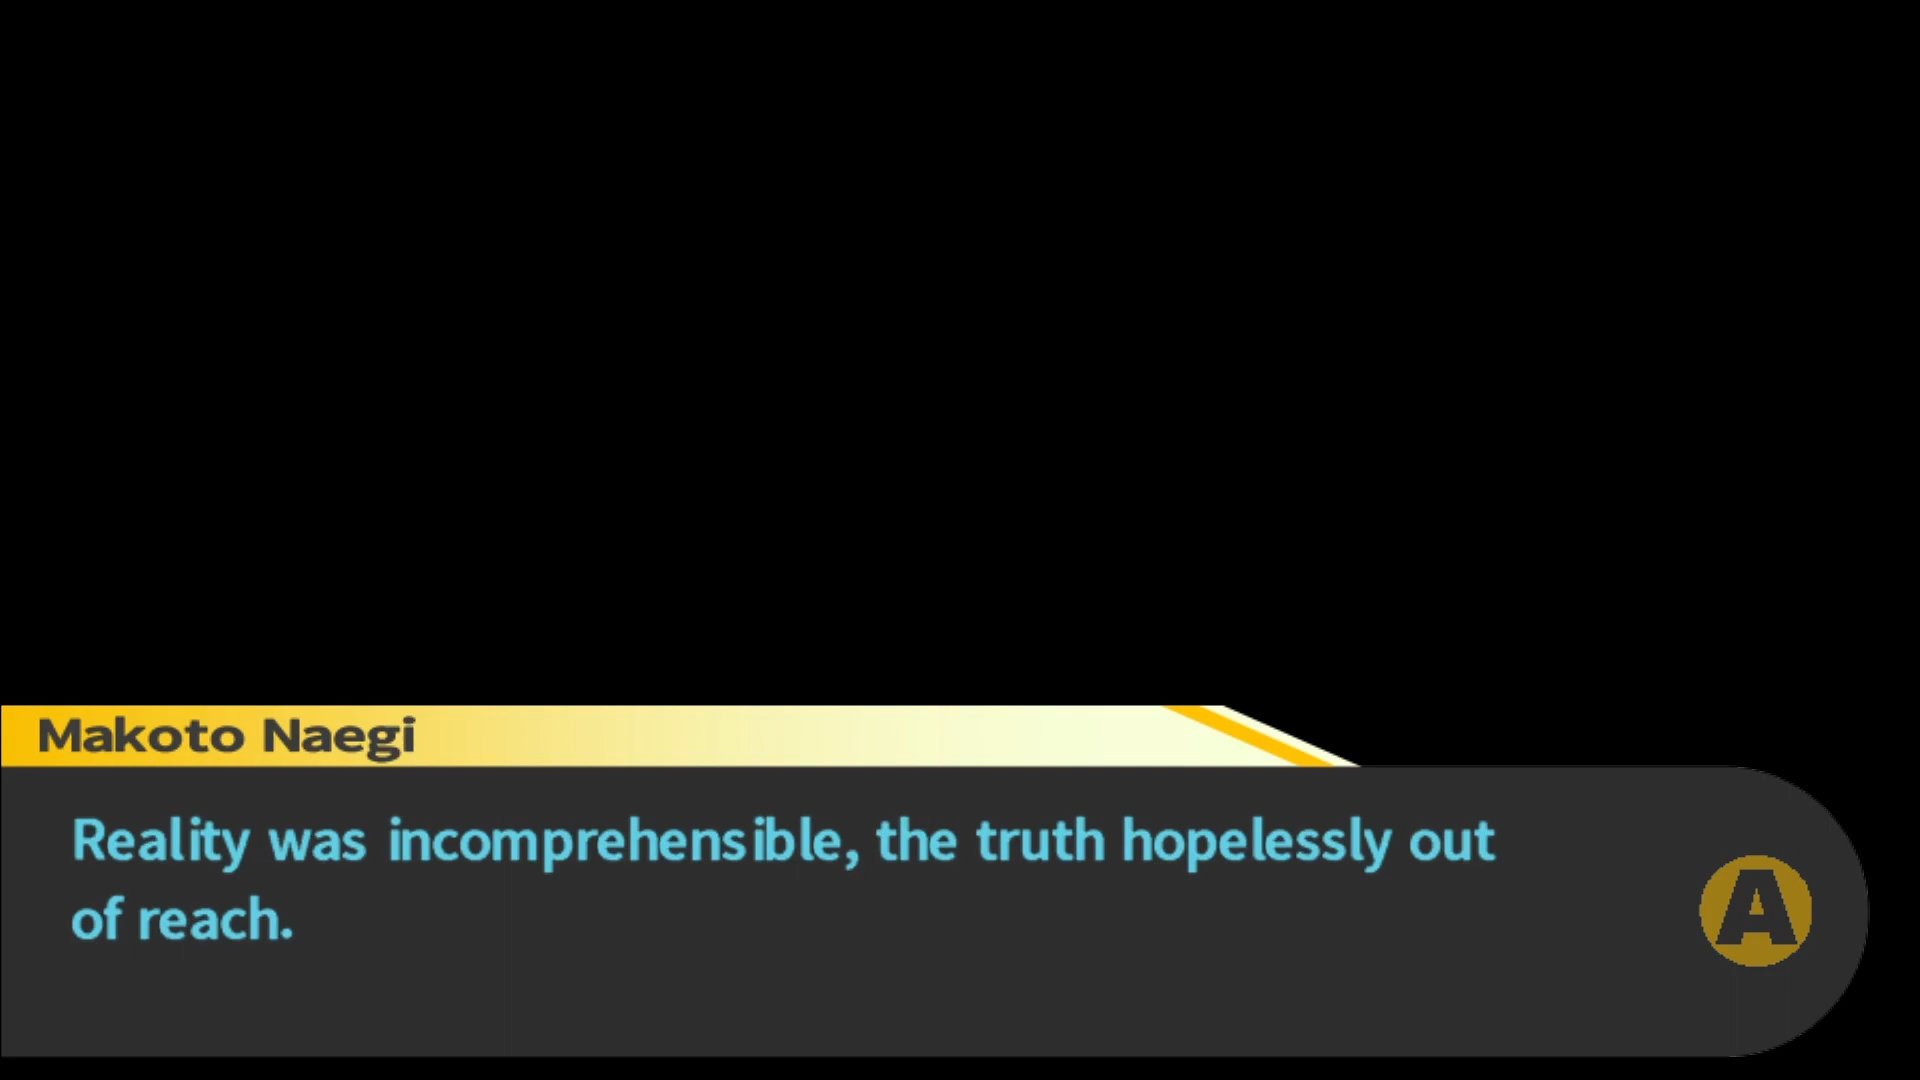 Makoto Naegi
Reality was incomprehensible, the truth hopelessly out
of reach.
A